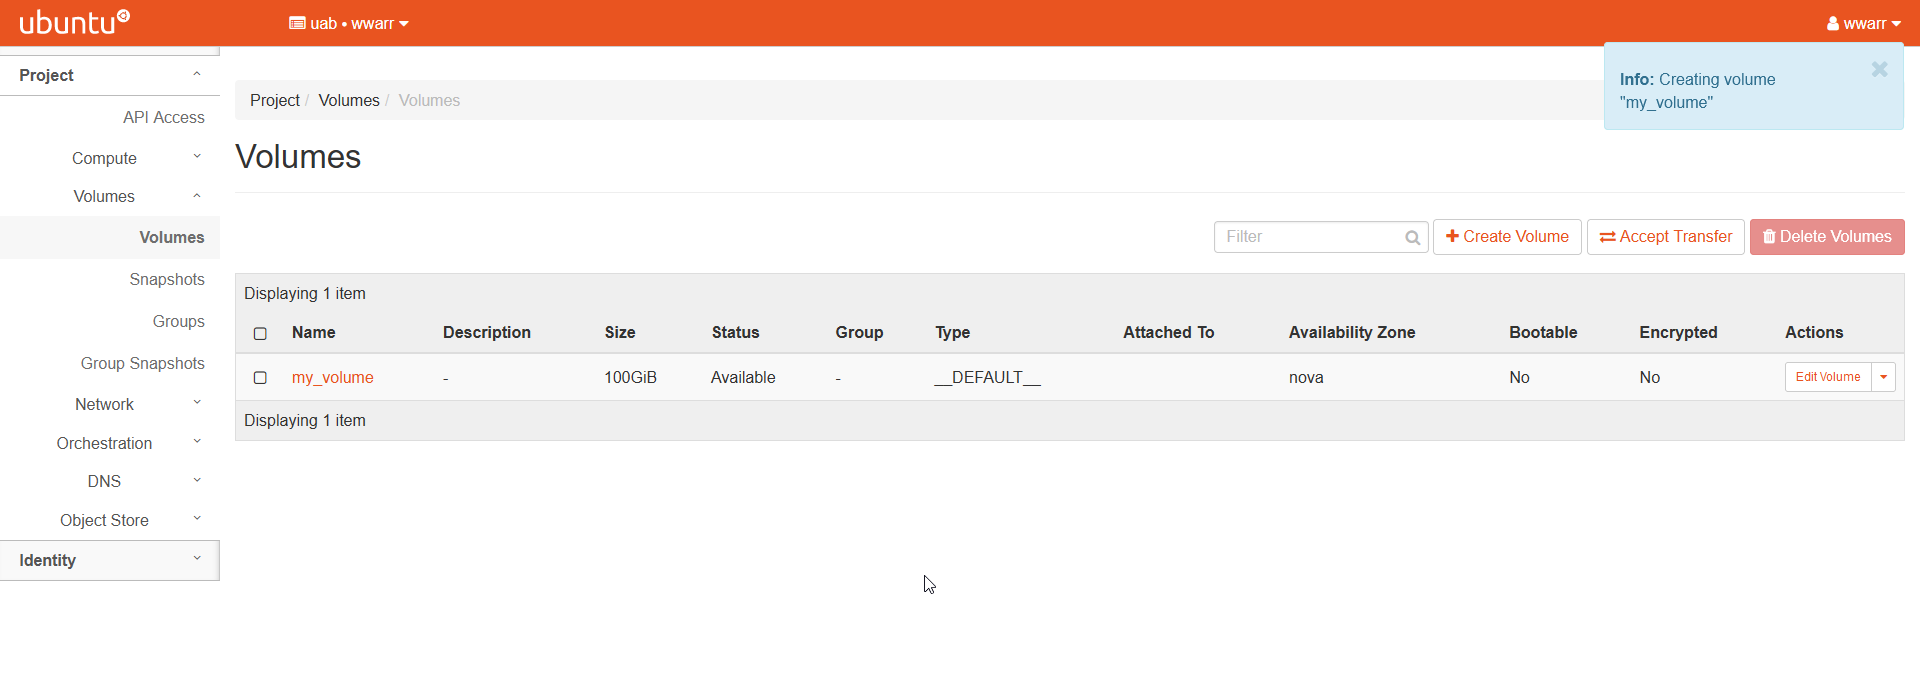 ubuntu
uab • wwarr
wwarr
Info: Creating volume
"my_volume"
Project
API Access
Compute
Volumes
Volumes
Snapshots
Groups
Group Snapshots
Network
Orchestration
DNS
Object Store
Identity
Project / Volumes / Volumes
Volumes
Filter
Create Volume
Accept Transfer
Delete Volumes
Displaying 1 item
Name Description Size Status Group Type Attached To Availability Zone Bootable Encrypted Actions
my_volume - 100GiB Available - __DEFAULT__ nova No No Edit Volume
Displaying 1 item